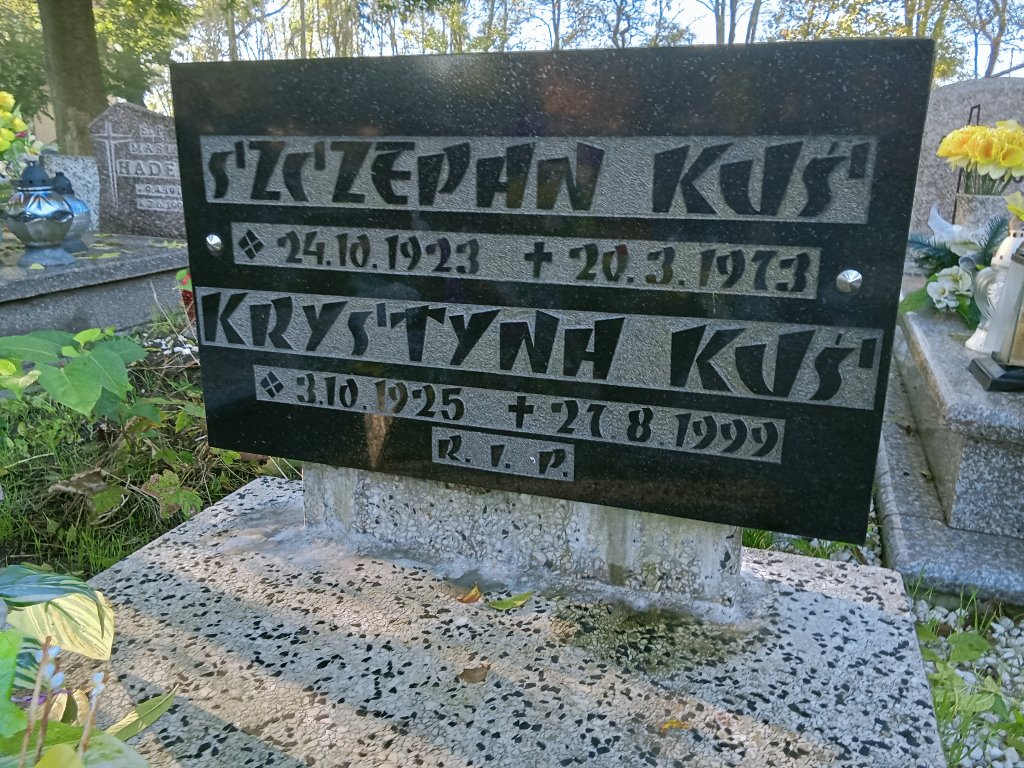 SZCZEPAN KUŚ
❖ 24.10.1923 ✝ 20.3.1973
KRYSTYNA KUŚ
❖ 3.10.1925 ✝ 27.8.1999
R. I. P.